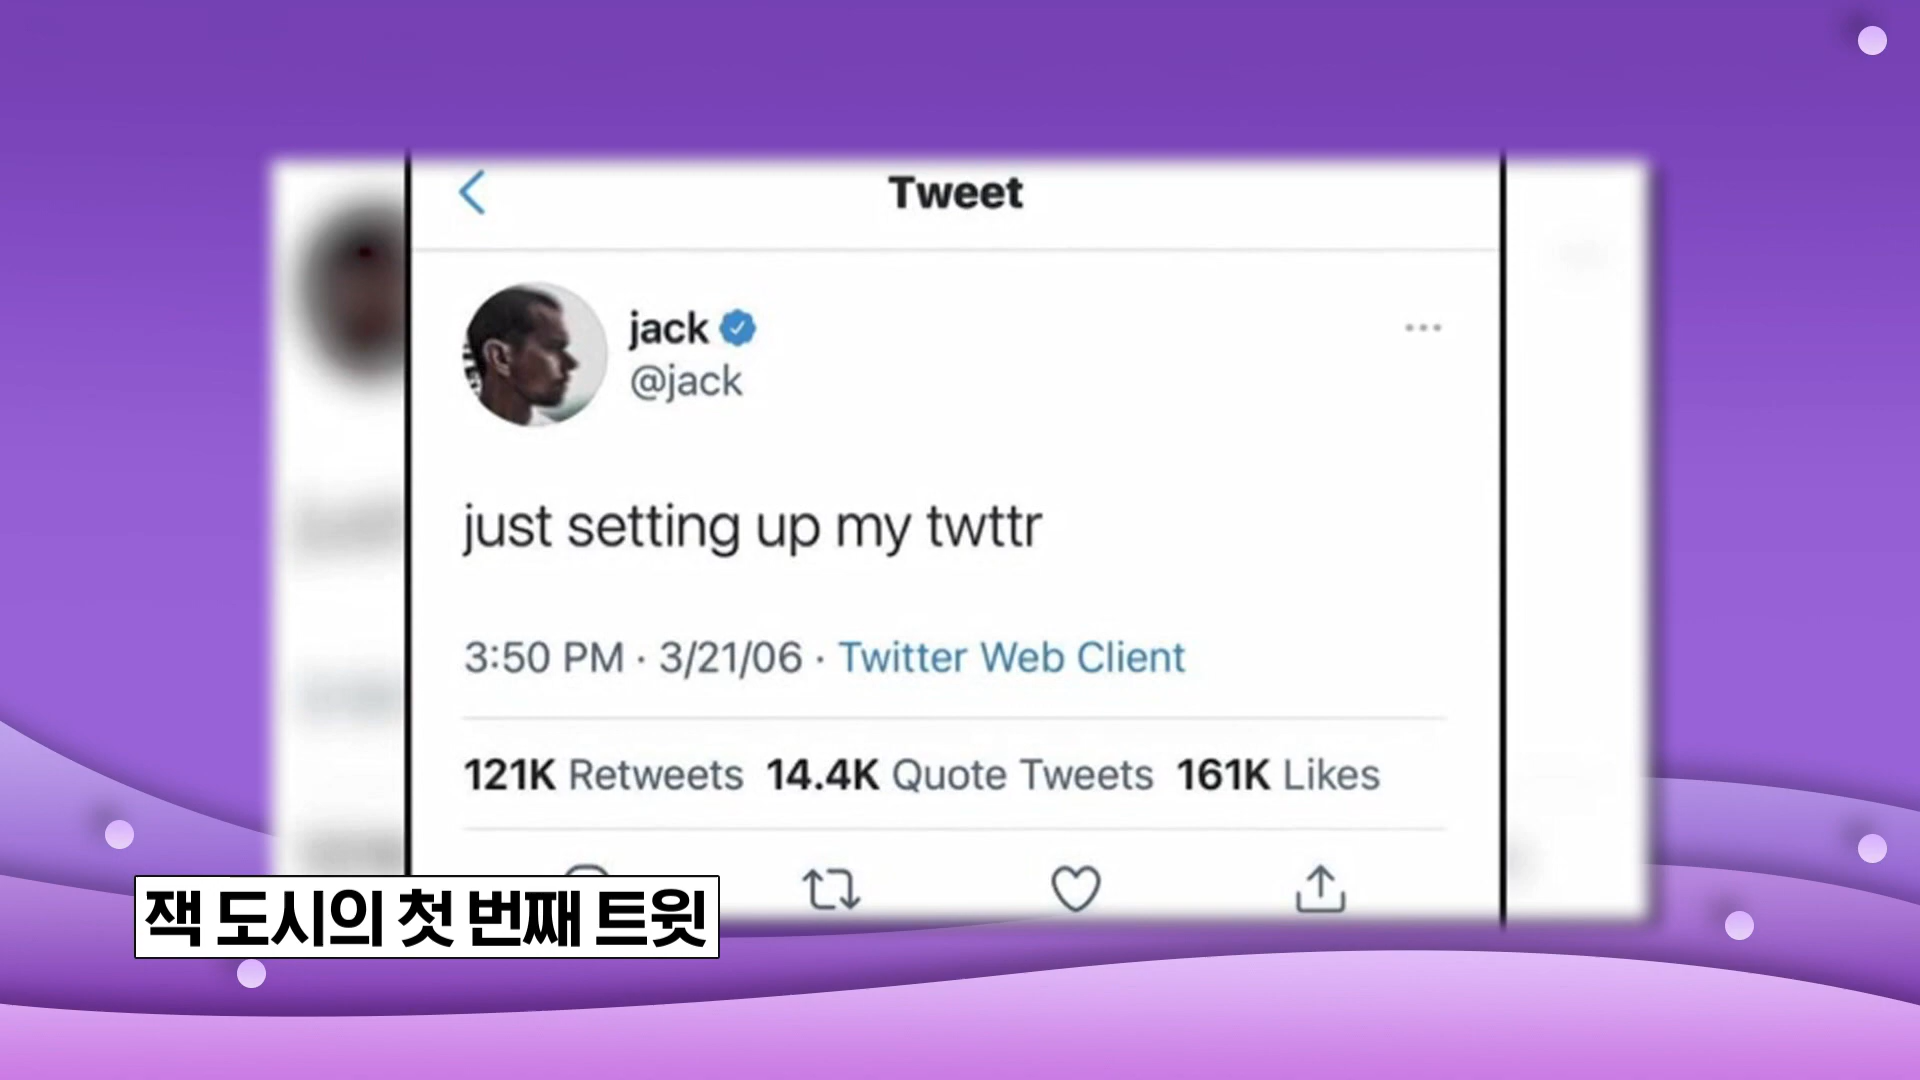 Tweet
jack
@jack
just setting up my twttr
3:50 PM · 3/21/06 · Twitter Web Client
121K Retweets 14.4K Quote Tweets 161K Likes
잭 도시의 첫 번째 트윗